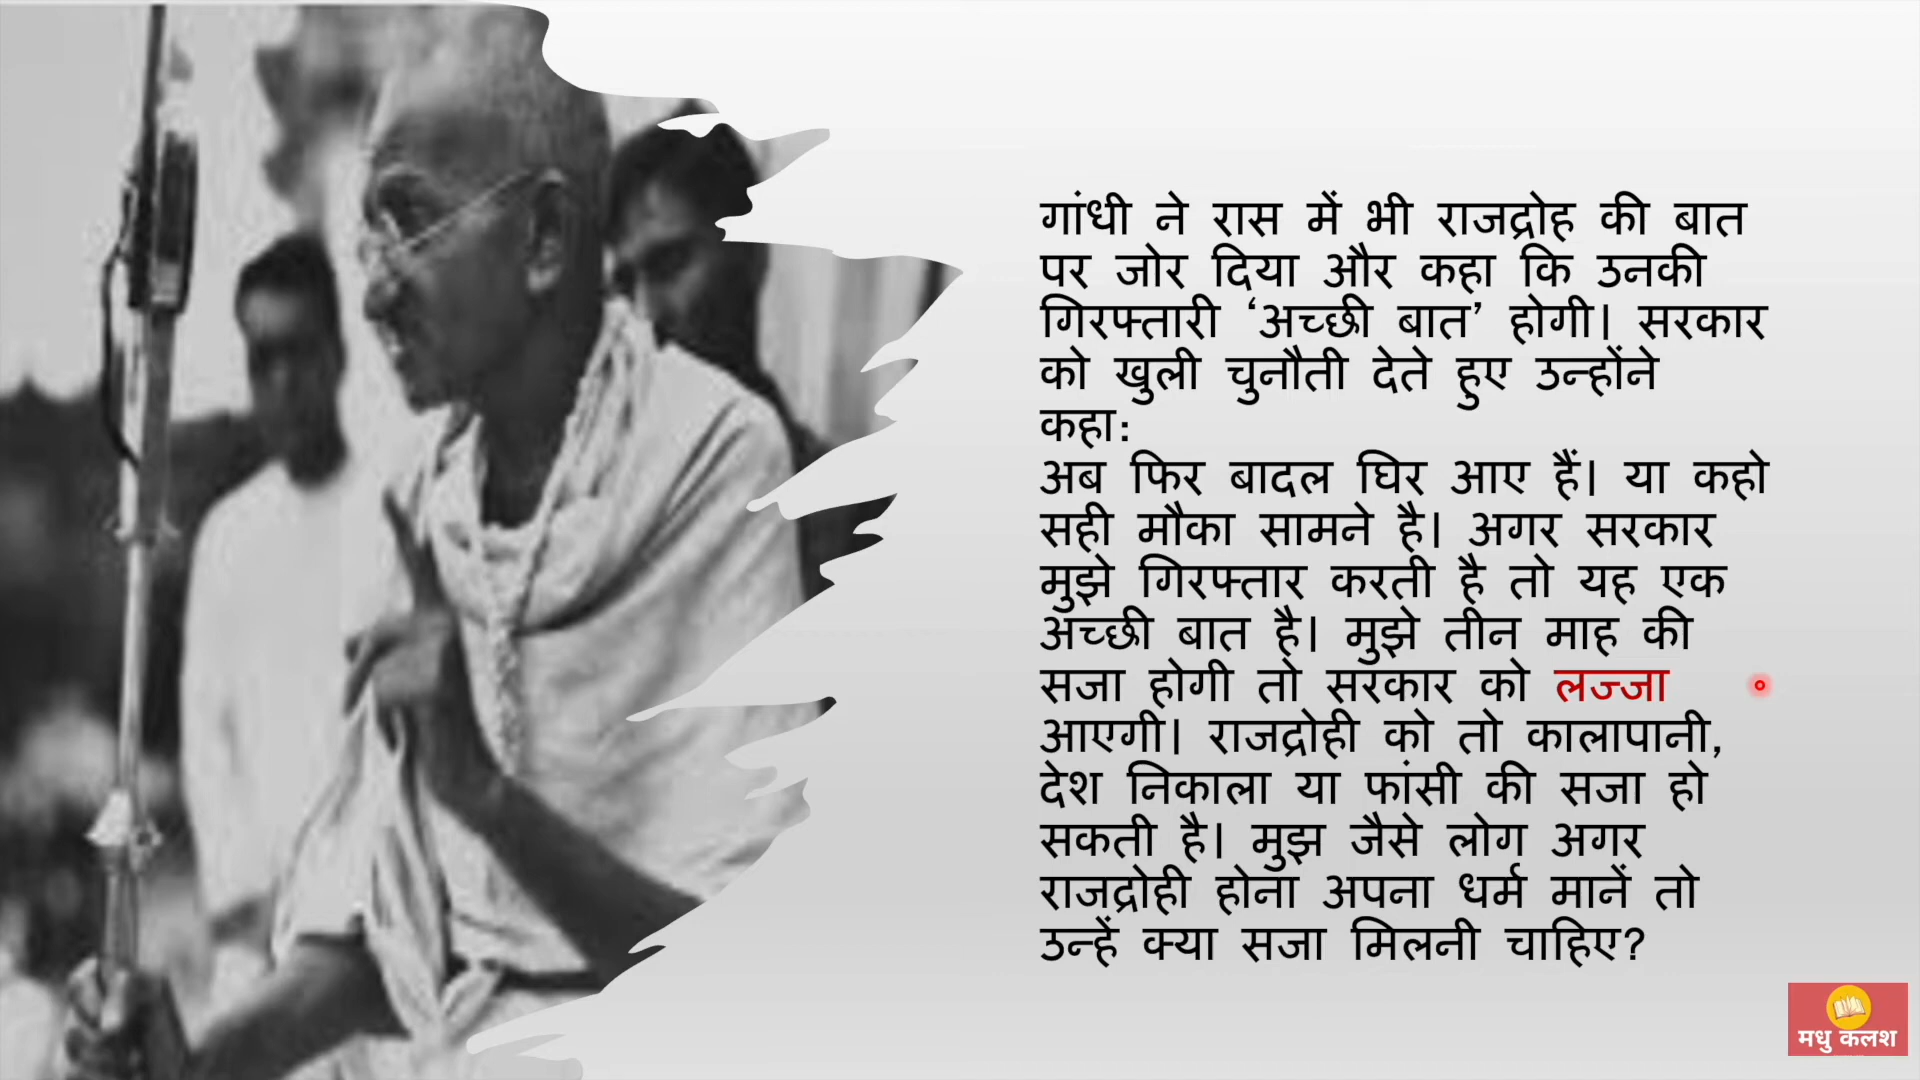 गांधी ने रास में भी राजद्रोह की बात
पर जोर दिया और कहा कि उनकी
गिरफ्तारी ‘अच्छी बात’ होगी। सरकार
को खुली चुनौती देते हुए उन्होंने
कहा:
अब फिर बादल घिर आए हैं। या कहो
सही मौका सामने है। अगर सरकार
मुझे गिरफ्तार करती है तो यह एक
अच्छी बात है। मुझे तीन माह की
सजा होगी तो सरकार को लज्जा
आएगी। राजद्रोही को तो कालापानी,
देश निकाला या फांसी की सजा हो
सकती है। मुझ जैसे लोग अगर
राजद्रोही होना अपना धर्म मानें तो
उन्हें क्या सजा मिलनी चाहिए?
मधु कलश